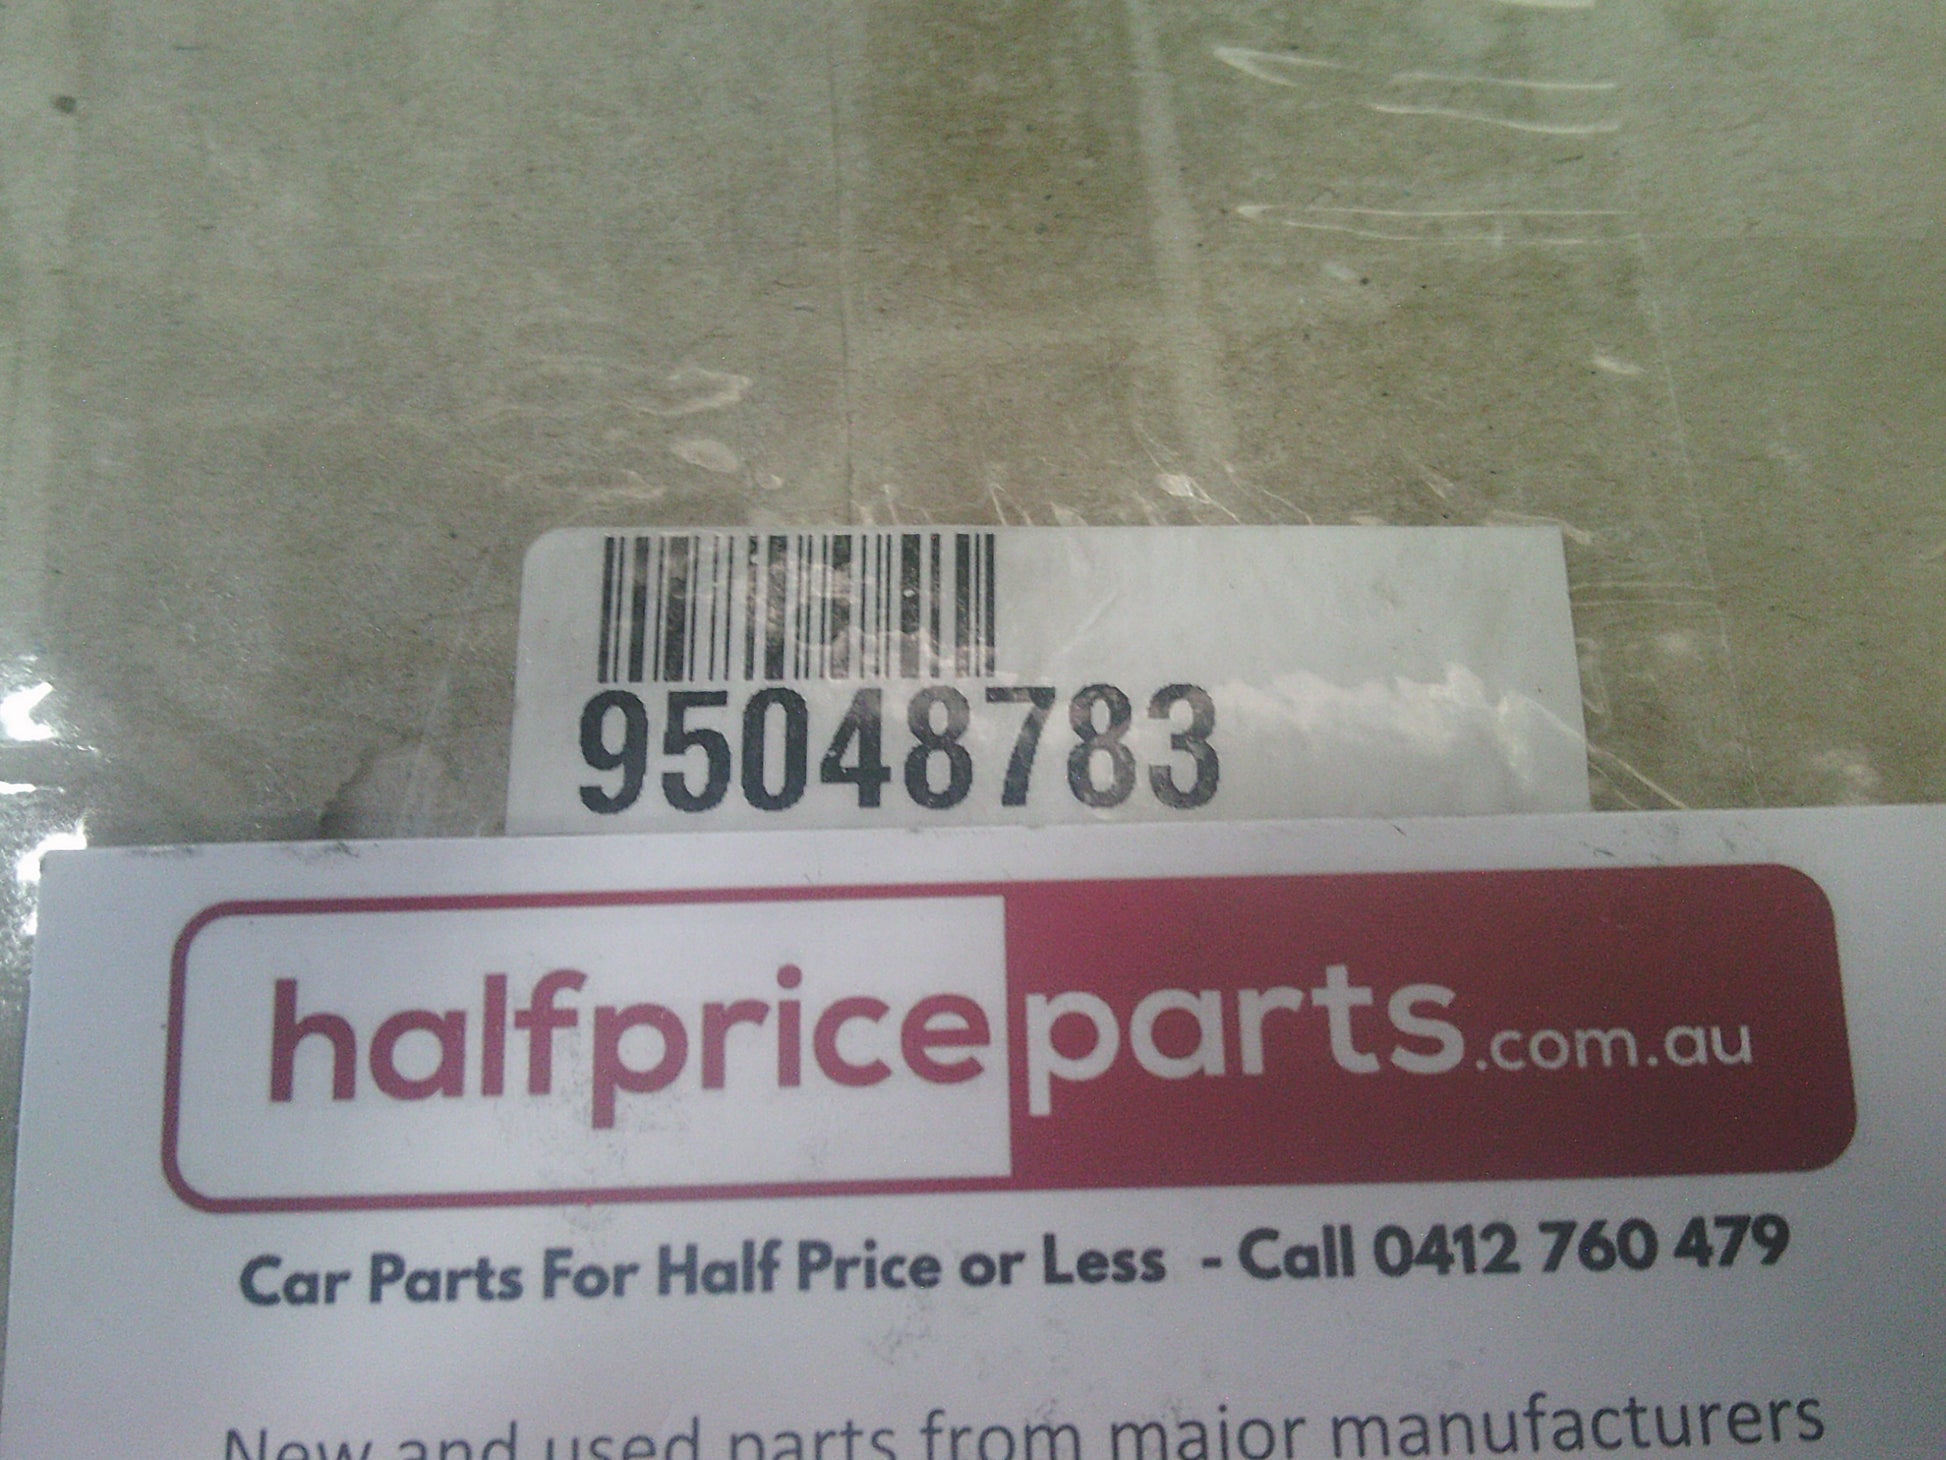 95048783
halfpriceparts.com.au
Car Parts For Half Price or Less - Call 0412 760 479
New and used parts from major manufacturers